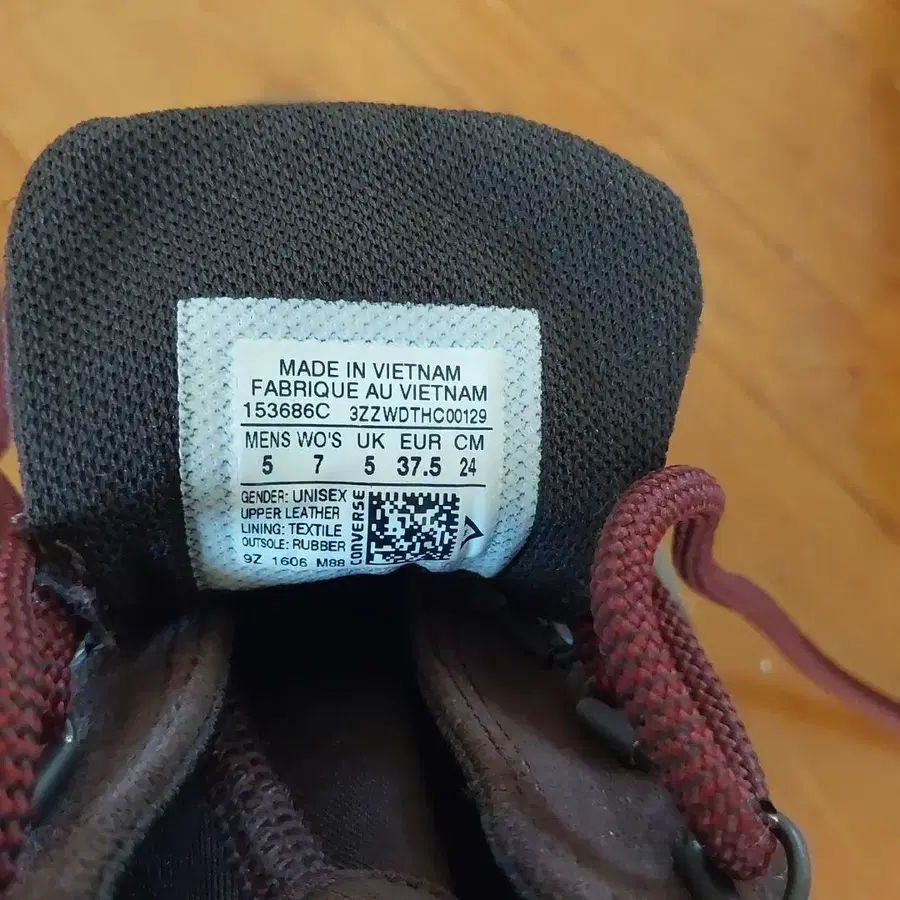 MADE IN VIETNAM
FABRIQUE AU VIETNAM
153686C 3ZZWDTHC00129
MENS WO'S UK EUR CM
5 7 5 37.5 24
GENDER: UNISEX
UPPER LEATHER
LINING: TEXTILE
OUTSOLE: RUBBER
9Z 1606 M88
CONVERSE